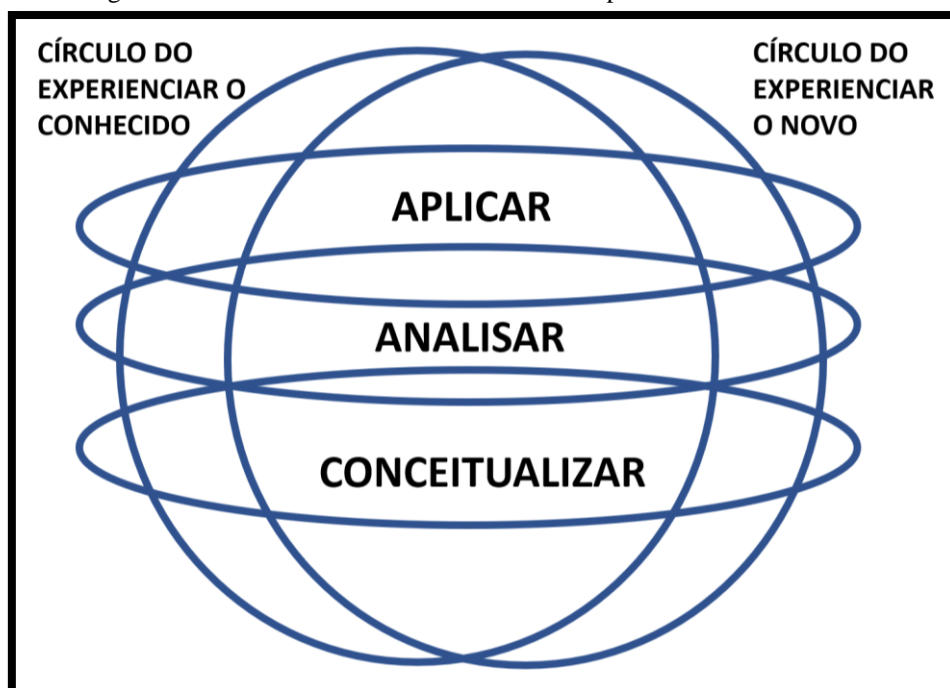 CÍRCULO DO
EXPERIENCIAR O
CONHECIDO
CÍRCULO DO
EXPERIENCIAR
O NOVO
APLICAR
ANALISAR
CONCEITUALIZAR